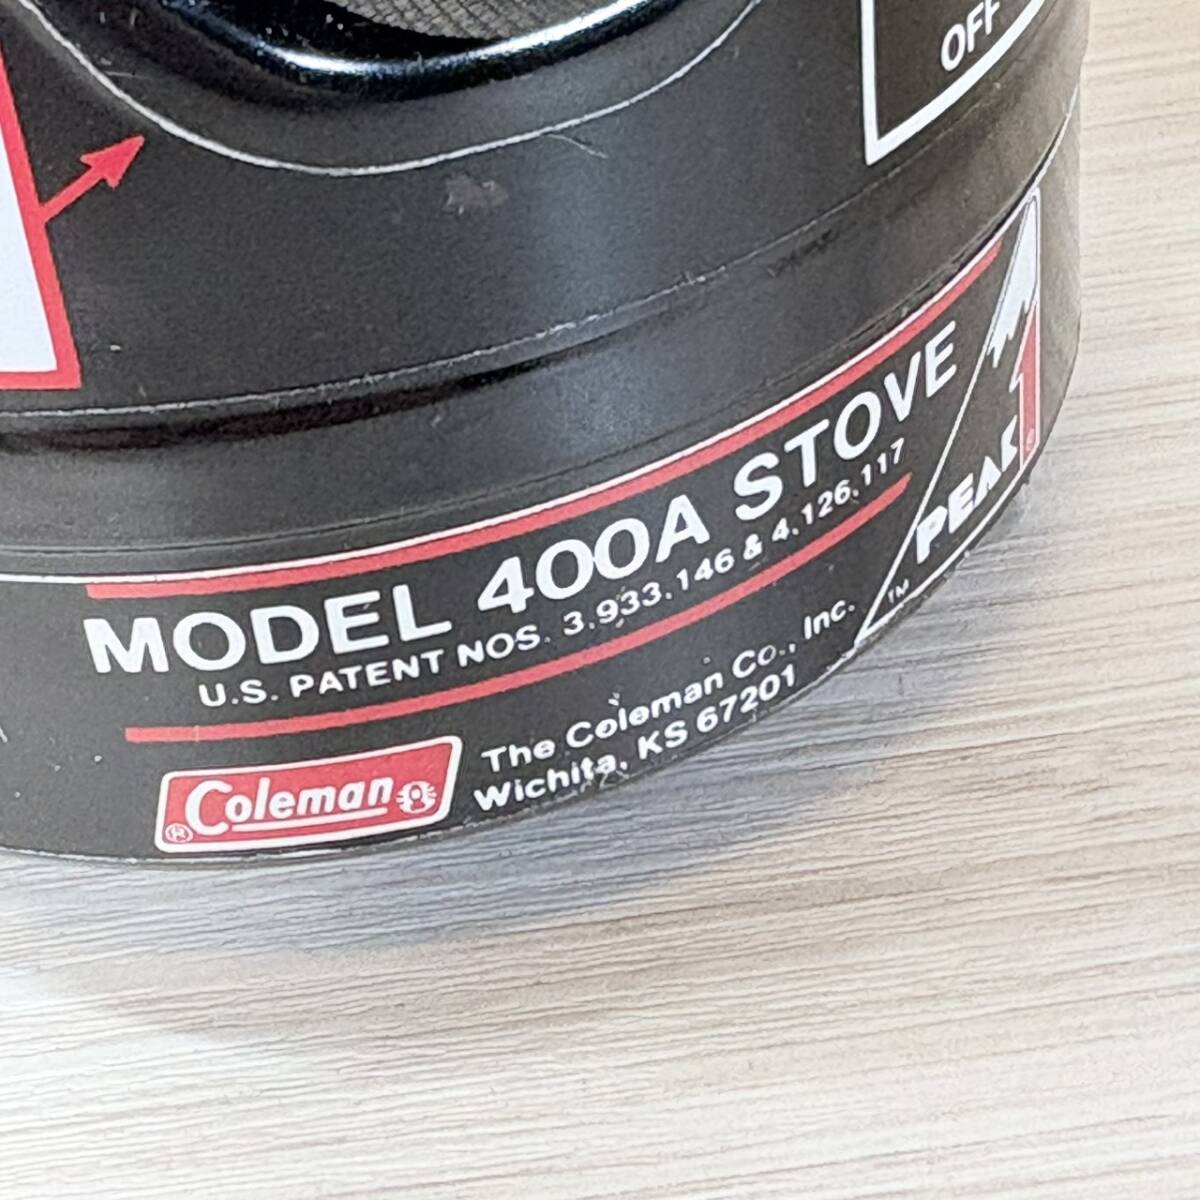 OFF
MODEL 400A STOVE
U.S. PATENT NOS. 3.933.146 & 4.126.117
PEAK 1 ®
TM
The Coleman Co., Inc.
Wichita, KS 67201
® Coleman